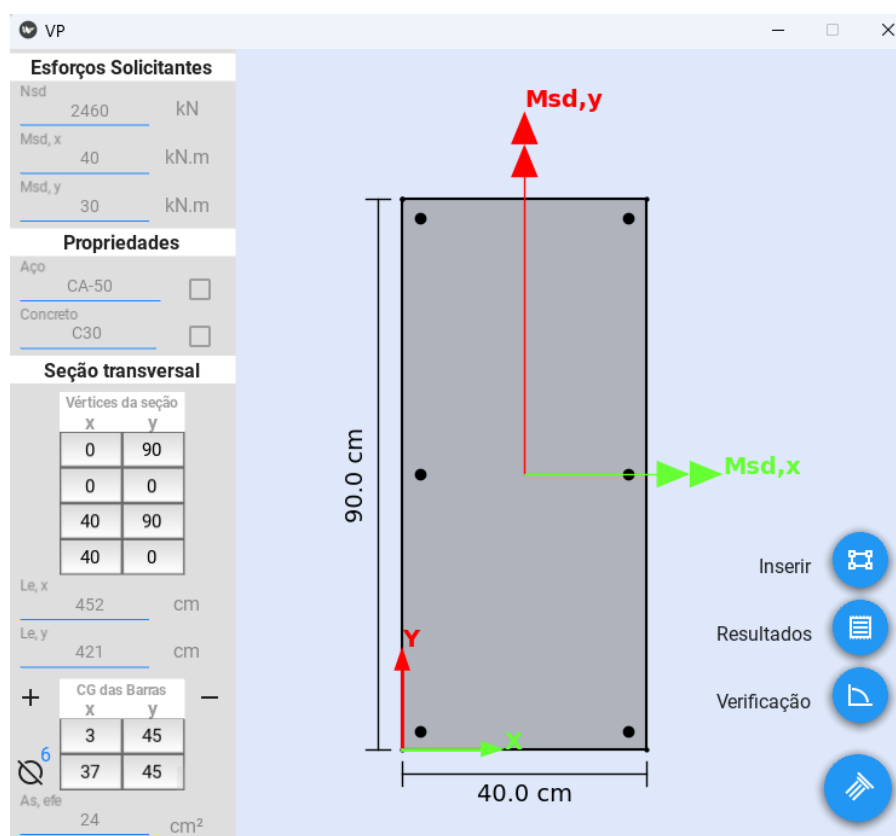 VP
Esforços Solicitantes
Nsd
2460 kN
Msd, x
40 kN.m
Msd, y
30 kN.m
Propriedades
Aço
CA-50
Concreto
C30
Seção transversal
Vértices da seção
x y
0 90
0 0
40 90
40 0
Le, x
452 cm
Le, y
421 cm
+ CG das Barras −
x y
3 45
6
37 45
As, efe
24 cm²
Msd,y
Msd,x
90.0 cm
Y
X
40.0 cm
Inserir
Resultados
Verificação